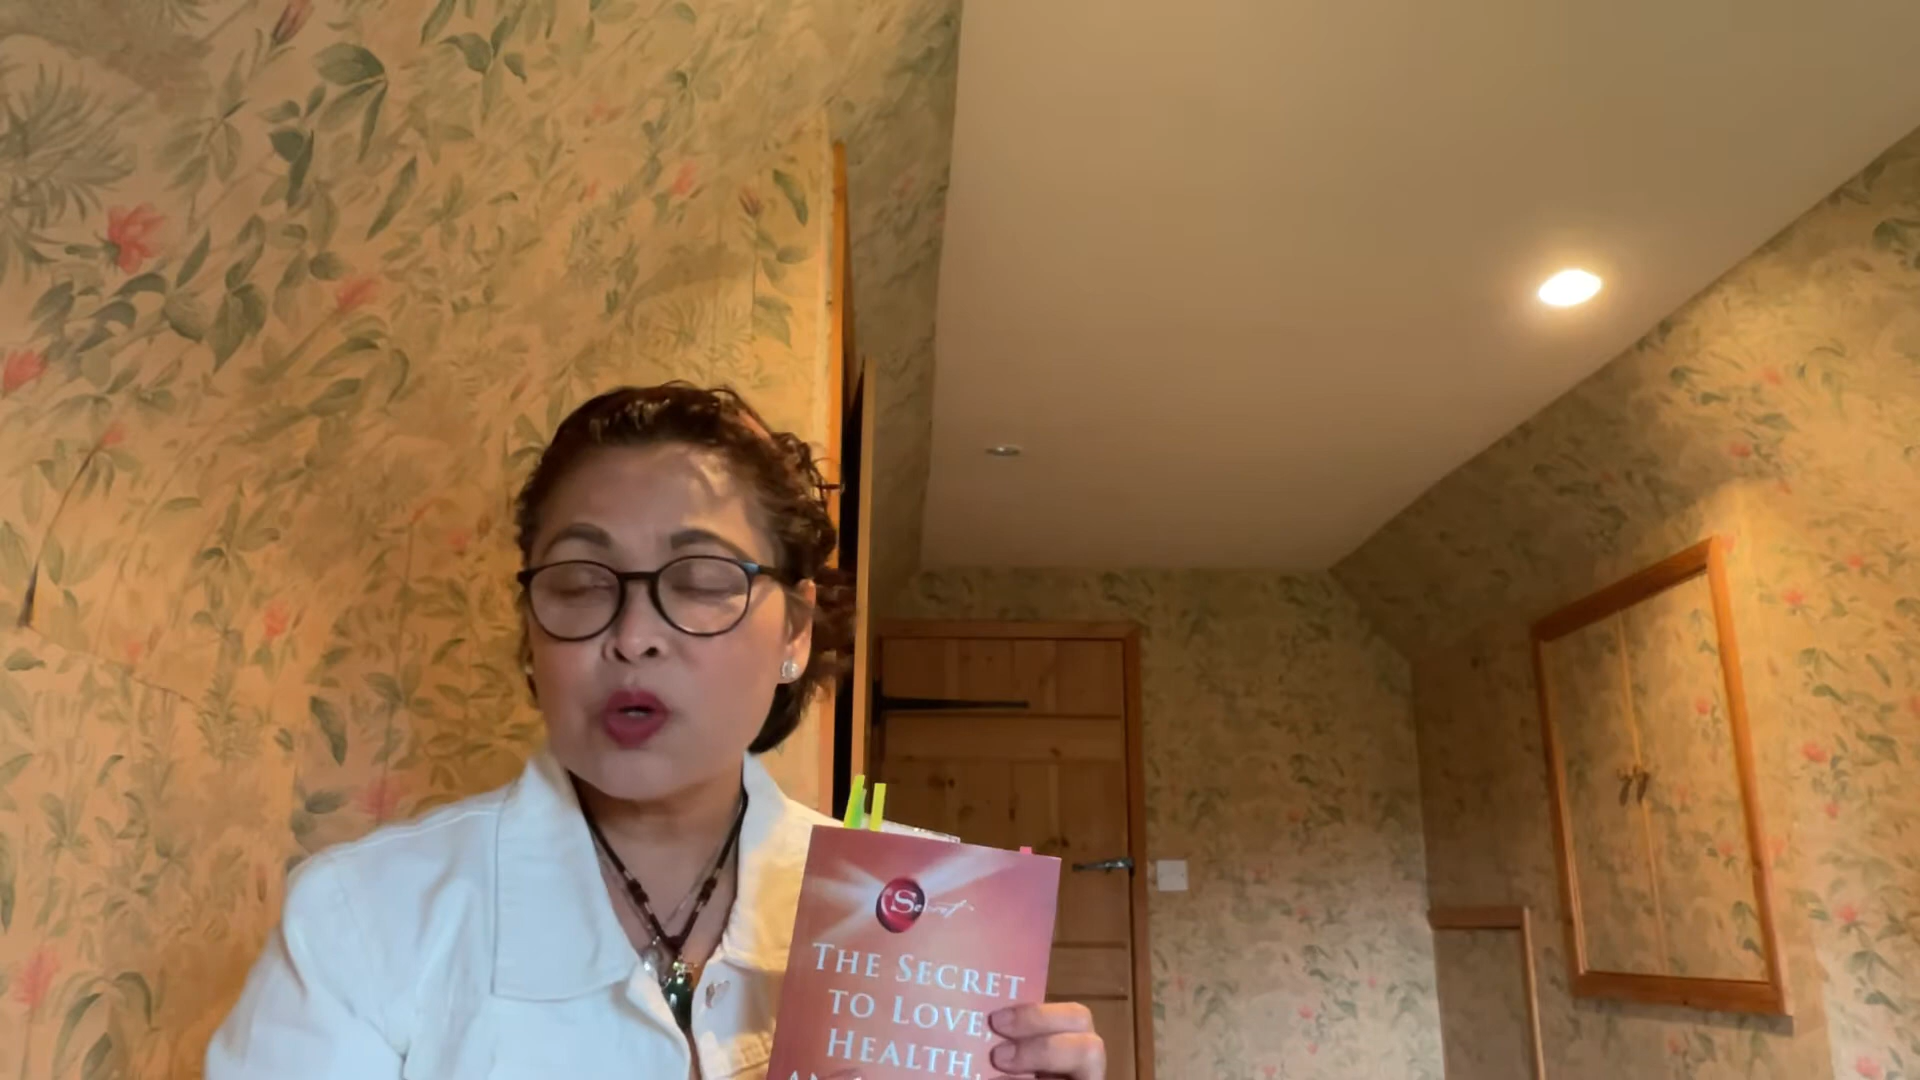 Secret
THE SECRET
TO LOVE,
HEALTH,